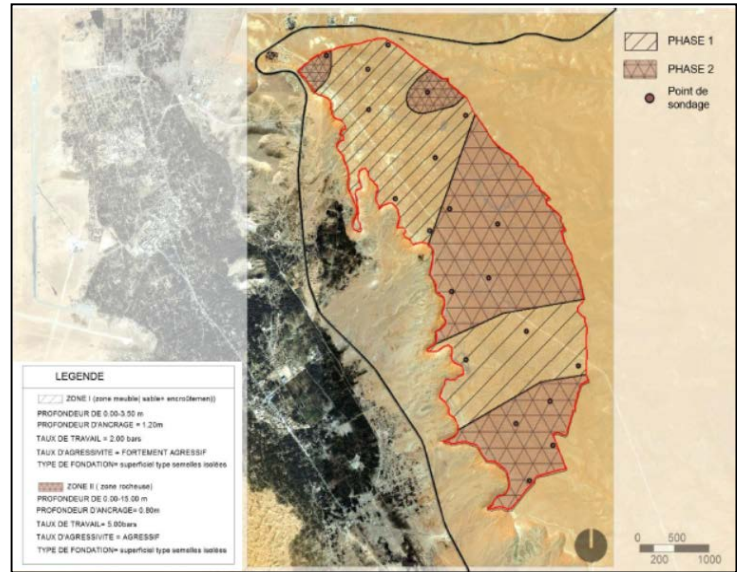 PHASE 1
PHASE 2
Point de
sondage
LEGENDE
ZONE I (zone meuble( sable+ encroûtemen))
PROFONDEUR DE 0.00-3.50 m
PROFONDEUR D'ANCRAGE = 1.20m
TAUX DE TRAVAIL = 2.00 bars
TAUX D'AGRESSIVITE = FORTEMENT AGRESSIF
TYPE DE FONDATION= superficiel type semelles isolées
ZONE II ( zone rocheuse)
PROFONDEUR DE 0.00-15.00 m
PROFONDEUR D'ANCRAGE= 0.80m
TAUX DE TRAVAIL= 5.00bars
TAUX D'AGRESSIVITE = AGRESSIF
TYPE DE FONDATION= superficiel type semelles isolées
0 500
200 1000